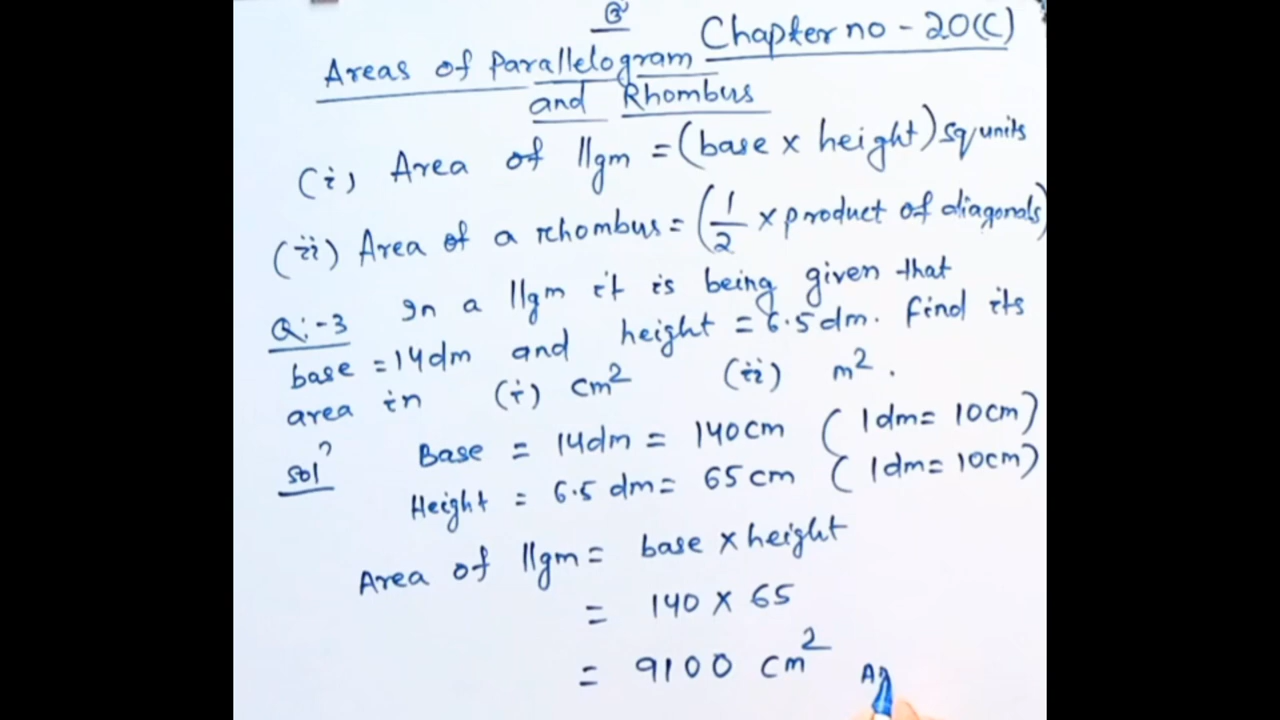 3
Chapter no - 20(C)
Areas of Parallelogram
and Rhombus
(i) Area of ||gm = (base × height) sq units
(ii) Area of a rhombus = (1/2 × product of diagonals)
Q:-3 In a ||gm it is being given that
base = 14dm and height = 6.5dm. Find its
area in (i) cm² (ii) m².
Sol? Base = 14dm = 140cm (1dm = 10cm)
Height = 6.5 dm = 65cm (1dm = 10cm)
Area of ||gm = base × height
= 140 × 65
= 9100 cm² An